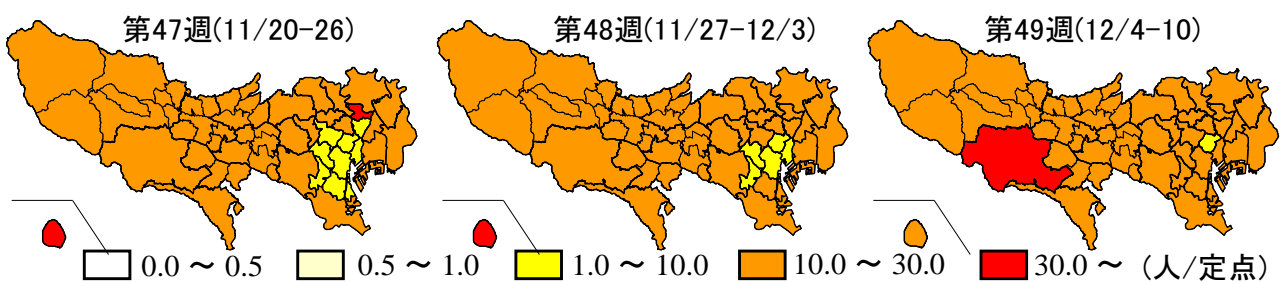 第47週(11/20-26)
第48週(11/27-12/3)
第49週(12/4-10)
0.0 ～ 0.5
0.5 ～ 1.0
1.0 ～ 10.0
10.0 ～ 30.0
30.0 ～ (人/定点)